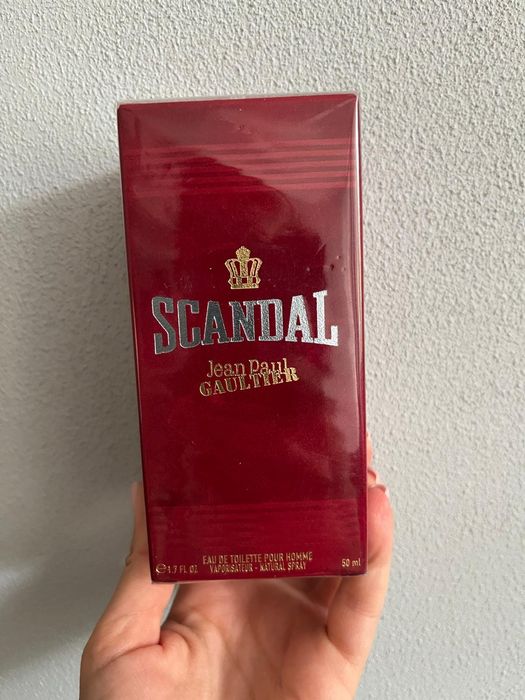 SCANDAL
Jean Paul
GAULTIER
EAU DE TOILETTE POUR HOMME
℮1.7 FL OZ VAPORISATEUR - NATURAL SPRAY 50 ml